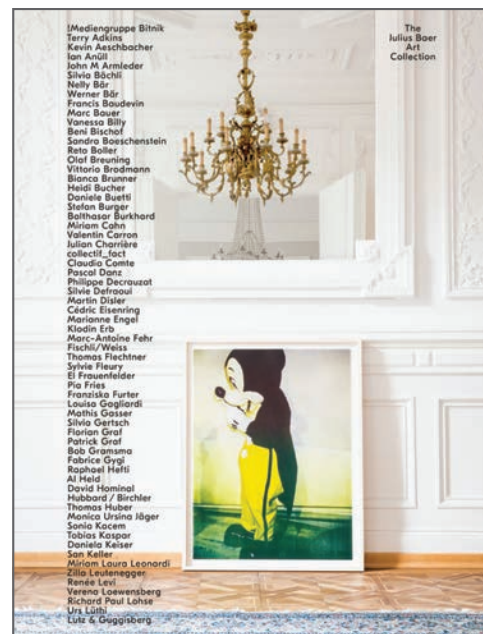 !Mediengruppe Bitnik
Terry Adkins
Kevin Aeschbacher
Ian Anüll
John M Armleder
Silvia Bächli
Nelly Bär
Werner Bär
Francis Baudevin
Marc Bauer
Vanessa Billy
Beni Bischof
Sandra Boeschenstein
Reto Boller
Olaf Breuning
Vittorio Brodmann
Bianca Brunner
Heidi Bucher
Daniele Buetti
Stefan Burger
Balthasar Burkhard
Miriam Cahn
Valentin Carron
Julian Charrière
collectif_fact
Claudia Comte
Pascal Danz
Philippe Decrauzat
Silvie Defraoui
Martin Disler
Cédric Eisenring
Marianne Engel
Klodin Erb
Marc-Antoine Fehr
Fischli/Weiss
Thomas Flechtner
Sylvie Fleury
El Frauenfelder
Pia Fries
Franziska Furter
Louisa Gagliardi
Mathis Gasser
Silvia Gertsch
Florian Graf
Patrick Graf
Bob Gramsma
Fabrice Gygi
Raphael Hefti
Al Held
David Hominal
Hubbard / Birchler
Thomas Huber
Monica Ursina Jäger
Sonia Kacem
Tobias Kaspar
Daniela Keiser
San Keller
Miriam Laura Leonardi
Zilla Leutenegger
Renée Levi
Verena Loewensberg
Richard Paul Lohse
Urs Lüthi
Lutz & Guggisberg
The
Julius Baer
Art
Collection